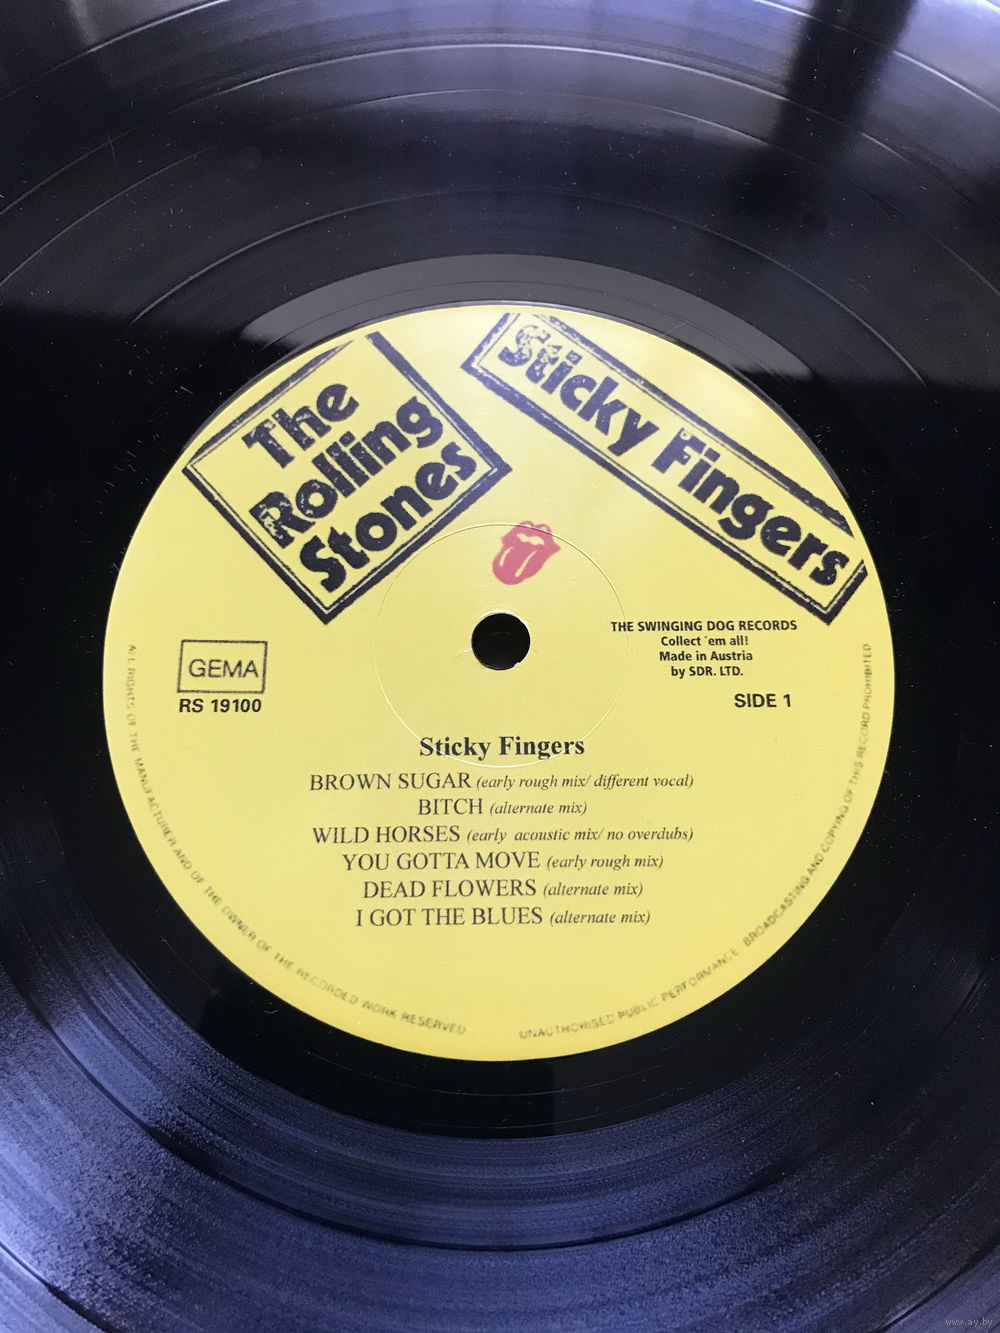 The
Rolling
Stones
Sticky Fingers
THE SWINGING DOG RECORDS
Collect ´em all!
Made in Austria
by SDR. LTD.
GEMA
RS 19100
SIDE 1
Sticky Fingers
BROWN SUGAR (early rough mix/ different vocal)
BITCH (alternate mix)
WILD HORSES (early acoustic mix/ no overdubs)
YOU GOTTA MOVE (early rough mix)
DEAD FLOWERS (alternate mix)
I GOT THE BLUES (alternate mix)
ALL RIGHTS OF THE MANUFACTURER AND OF THE OWNER OF THE RECORDED WORK RESERVED
UNAUTHORISED PUBLIC PERFORMANCE BROADCASTING AND COPYING OF THIS RECORD PROHIBITED
www.ay.by